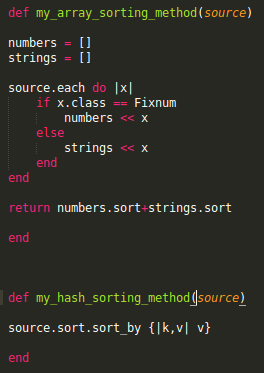 def my_array_sorting_method(source)
numbers = []
strings = []
source.each do |x|
    if x.class == Fixnum
        numbers << x
    else
        strings << x
    end
end
return numbers.sort+strings.sort
end
def my_hash_sorting_method(source)
source.sort.sort_by {|k,v| v}
end